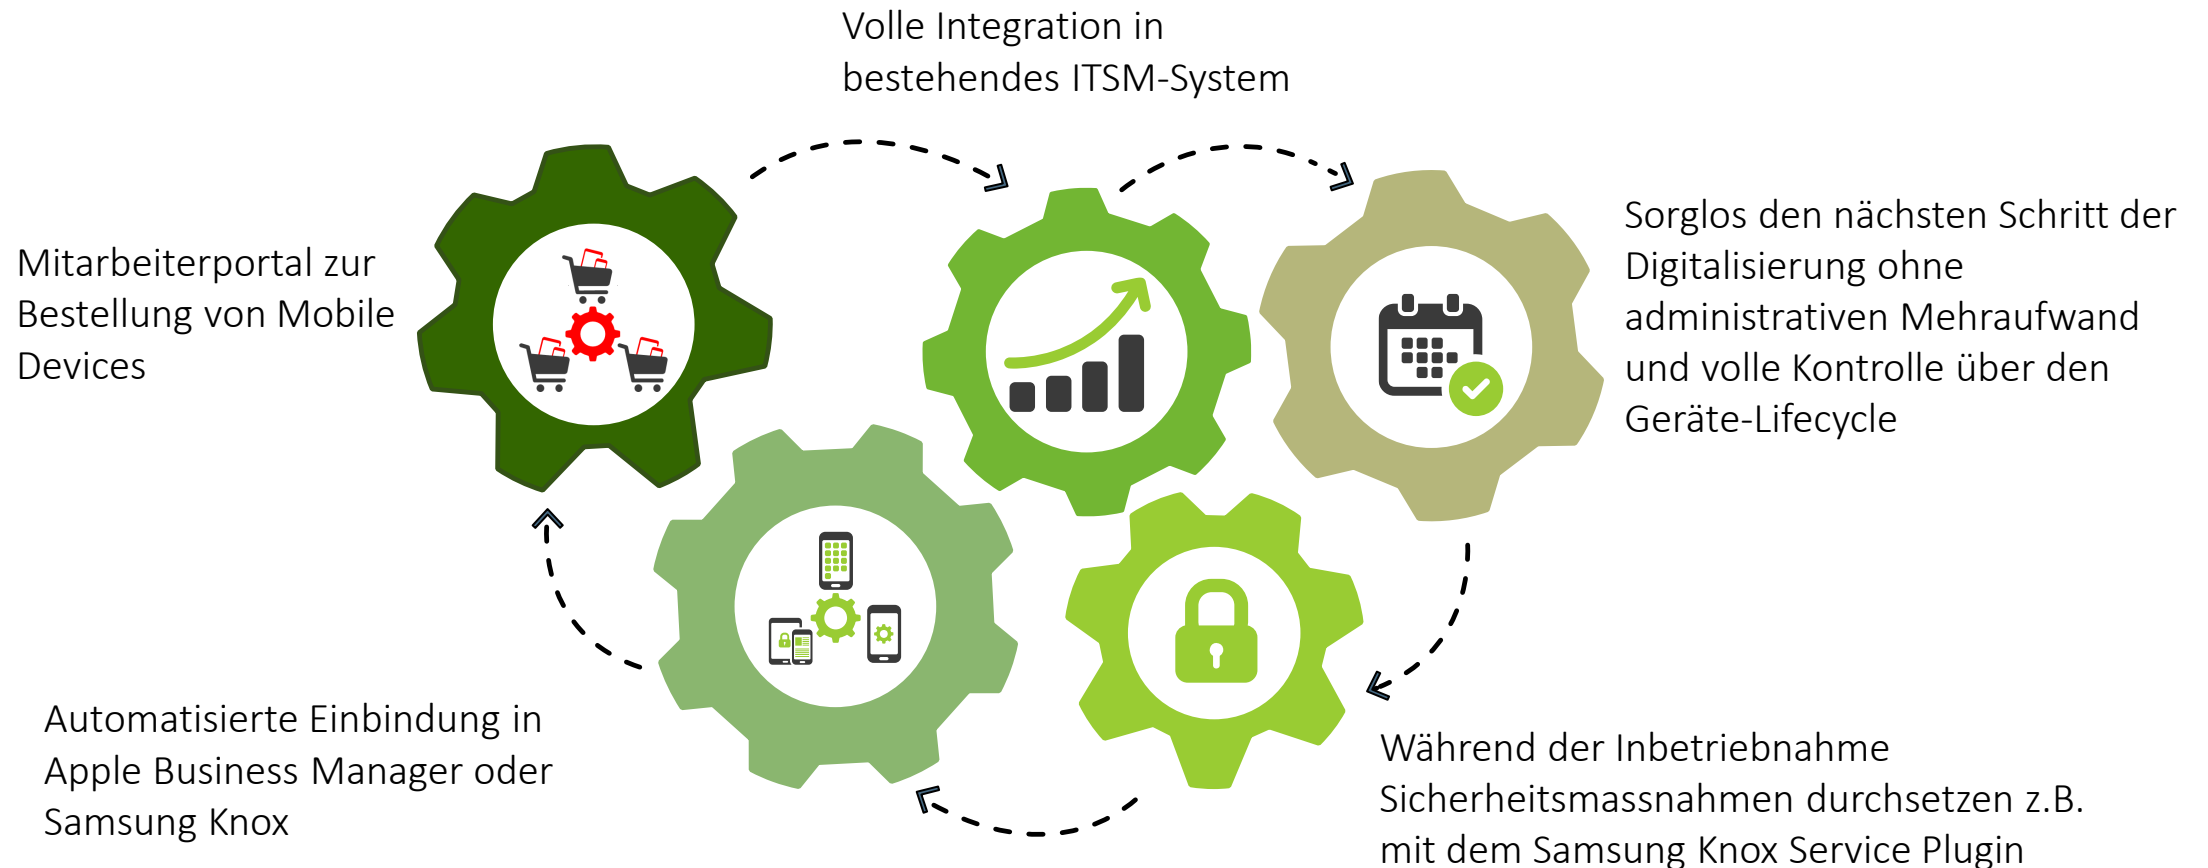 Volle Integration in
bestehendes ITSM-System
Mitarbeiterportal zur
Bestellung von Mobile
Devices
Sorglos den nächsten Schritt der
Digitalisierung ohne
administrativen Mehraufwand
und volle Kontrolle über den
Geräte-Lifecycle
Automatisierte Einbindung in
Apple Business Manager oder
Samsung Knox
Während der Inbetriebnahme
Sicherheitsmassnahmen durchsetzen z.B.
mit dem Samsung Knox Service Plugin